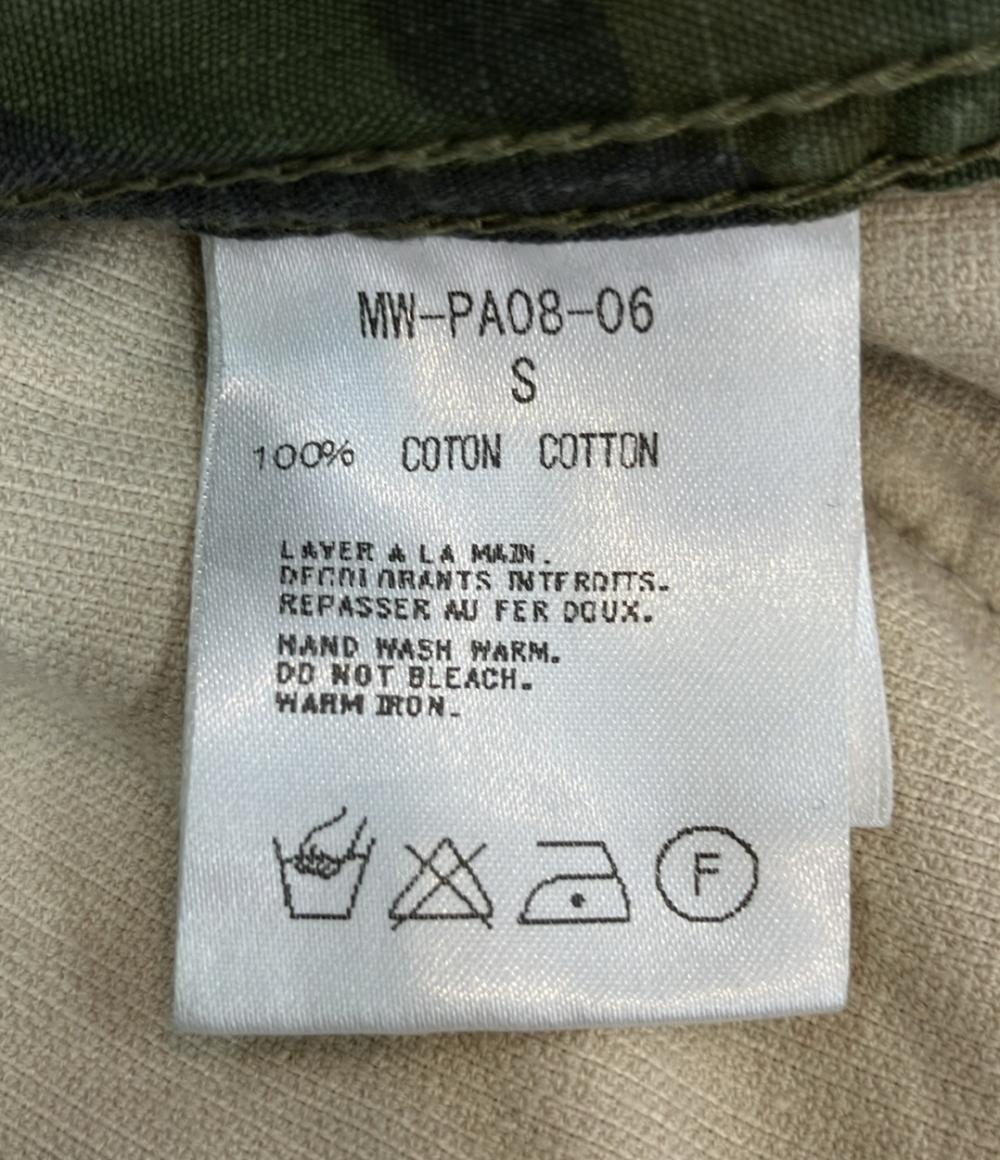 MW-PA08-06
S
100% COTON COTTON
LAVER A LA MAIN.
DECOLORANTS INTERDITS.
REPASSER AU FER DOUX.
HAND WASH WARM.
DO NOT BLEACH.
WARM IRON.
F